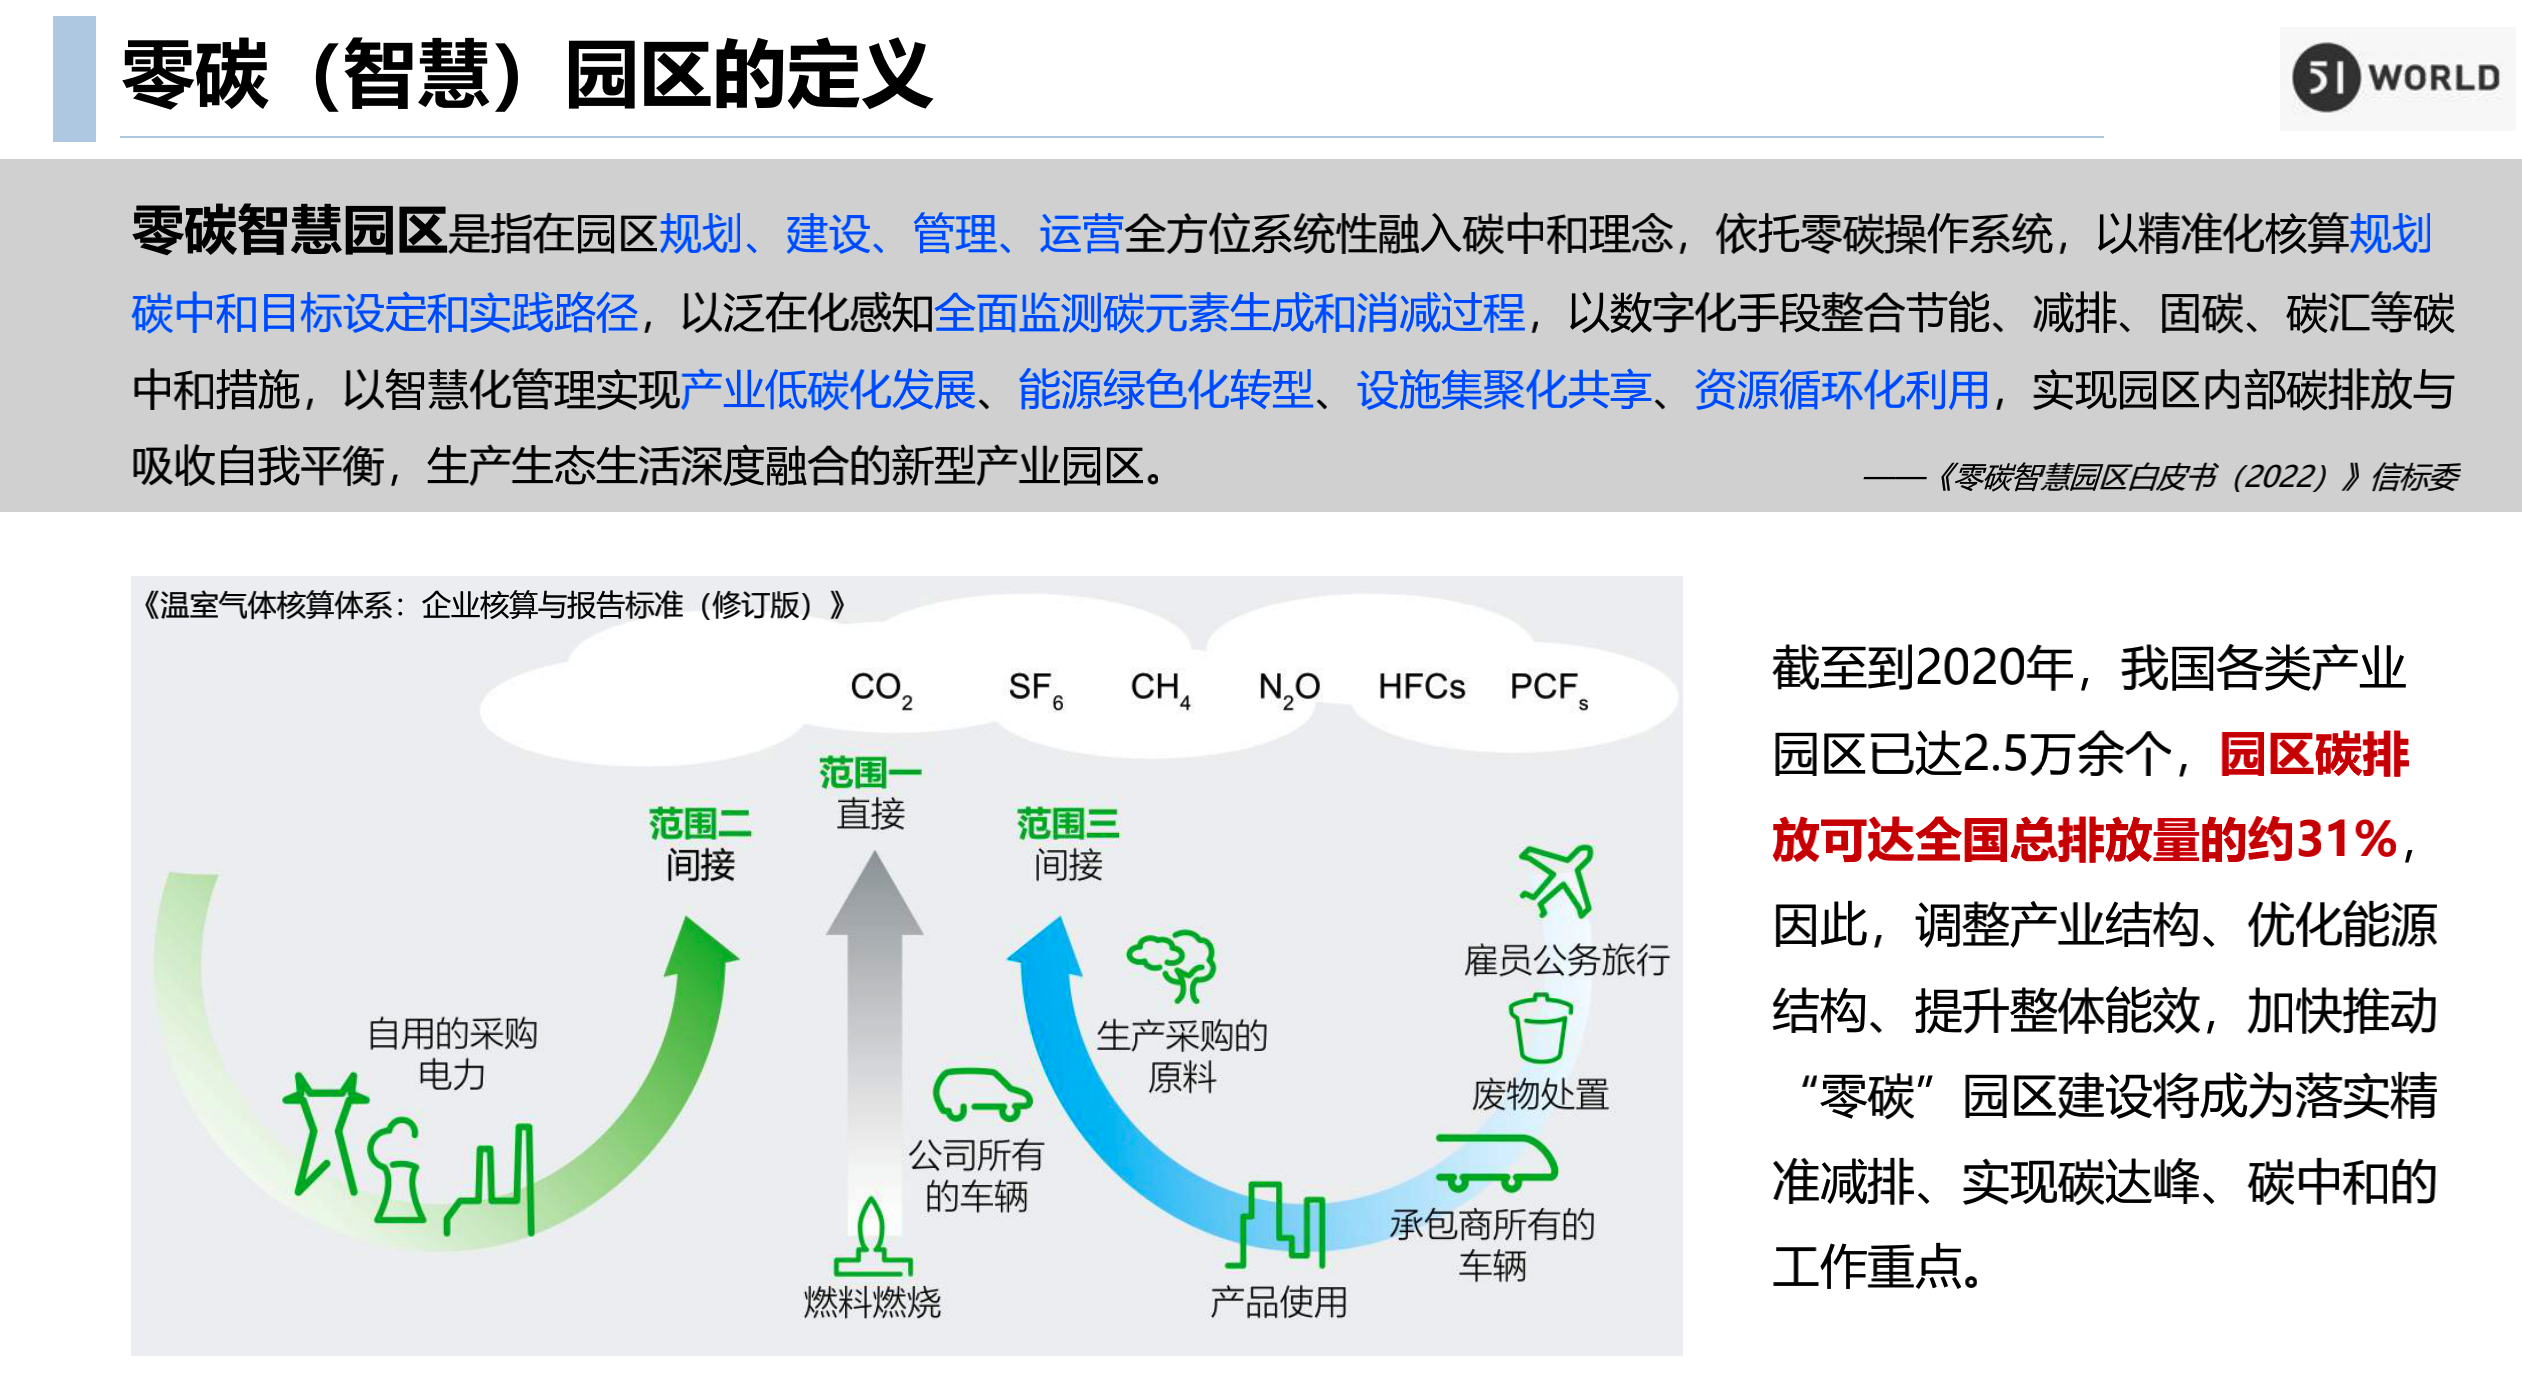 零碳（智慧）园区的定义
51 WORLD
零碳智慧园区是指在园区规划、建设、管理、运营全方位系统性融入碳中和理念，依托零碳操作系统，以精准化核算规划
碳中和目标设定和实践路径，以泛在化感知全面监测碳元素生成和消减过程，以数字化手段整合节能、减排、固碳、碳汇等碳
中和措施，以智慧化管理实现产业低碳化发展、能源绿色化转型、设施集聚化共享、资源循环化利用，实现园区内部碳排放与
吸收自我平衡，生产生态生活深度融合的新型产业园区。
——《零碳智慧园区白皮书（2022）》信标委
《温室气体核算体系：企业核算与报告标准（修订版）》
CO₂ SF₆ CH₄ N₂O HFCs PCFₛ
范围一
直接
范围二
间接
范围三
间接
自用的采购
电力
公司所有
的车辆
燃料燃烧
生产采购的
原料
产品使用
雇员公务旅行
废物处置
承包商所有的
车辆
截至到2020年，我国各类产业
园区已达2.5万余个，园区碳排
放可达全国总排放量的约31%，
因此，调整产业结构、优化能源
结构、提升整体能效，加快推动
“零碳”园区建设将成为落实精
准减排、实现碳达峰、碳中和的
工作重点。